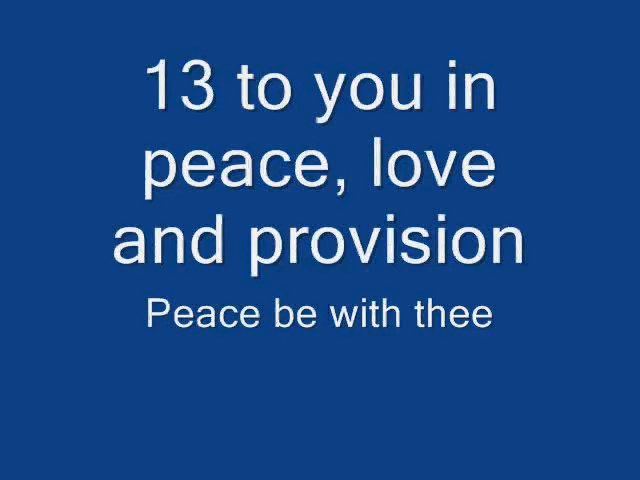 13 to you in
peace, love
and provision
Peace be with thee